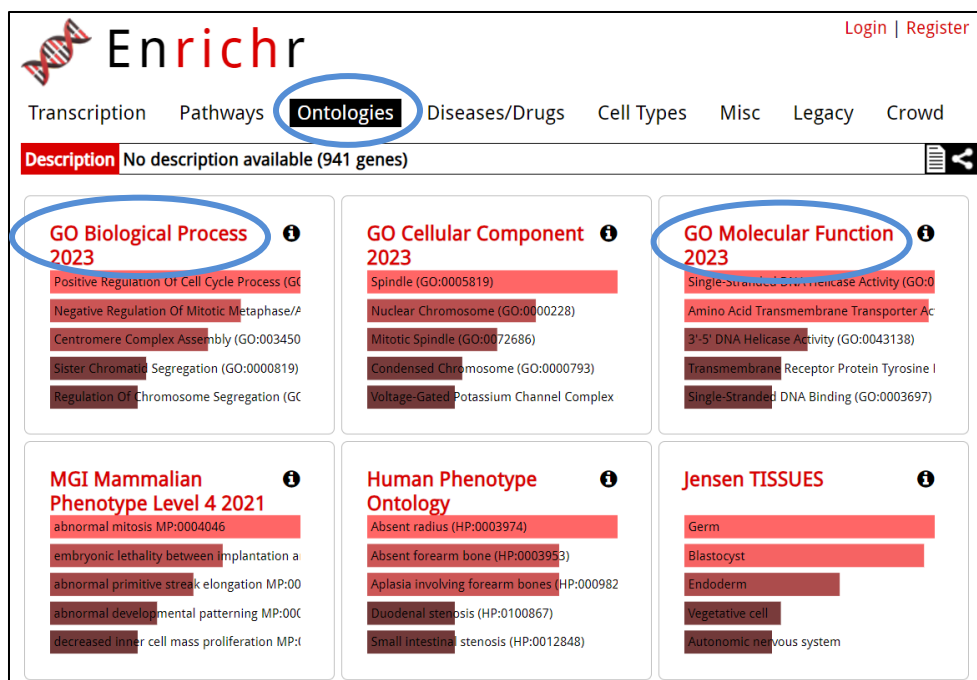 Enrichr
Login | Register
Transcription Pathways Ontologies Diseases/Drugs Cell Types Misc Legacy Crowd
Description No description available (941 genes)
GO Biological Process
2023
Positive Regulation Of Cell Cycle Process (GO
Negative Regulation Of Mitotic Metaphase/A
Centromere Complex Assembly (GO:003450
Sister Chromatid Segregation (GO:0000819)
Regulation Of Chromosome Segregation (GO
GO Cellular Component
2023
Spindle (GO:0005819)
Nuclear Chromosome (GO:0000228)
Mitotic Spindle (GO:0072686)
Condensed Chromosome (GO:0000793)
Voltage-Gated Potassium Channel Complex
GO Molecular Function
2023
Single-Stranded DNA Helicase Activity (GO:0
Amino Acid Transmembrane Transporter Ac
3'-5' DNA Helicase Activity (GO:0043138)
Transmembrane Receptor Protein Tyrosine
Single-Stranded DNA Binding (GO:0003697)
MGI Mammalian
Phenotype Level 4 2021
abnormal mitosis MP:0004046
embryonic lethality between implantation a
abnormal primitive streak elongation MP:00
abnormal developmental patterning MP:000
decreased inner cell mass proliferation MP:(
Human Phenotype
Ontology
Absent radius (HP:0003974)
Absent forearm bone (HP:0003953)
Aplasia involving forearm bones (HP:000982
Duodenal stenosis (HP:0100867)
Small intestinal stenosis (HP:0012848)
Jensen TISSUES
Germ
Blastocyst
Endoderm
Vegetative cell
Autonomic nervous system